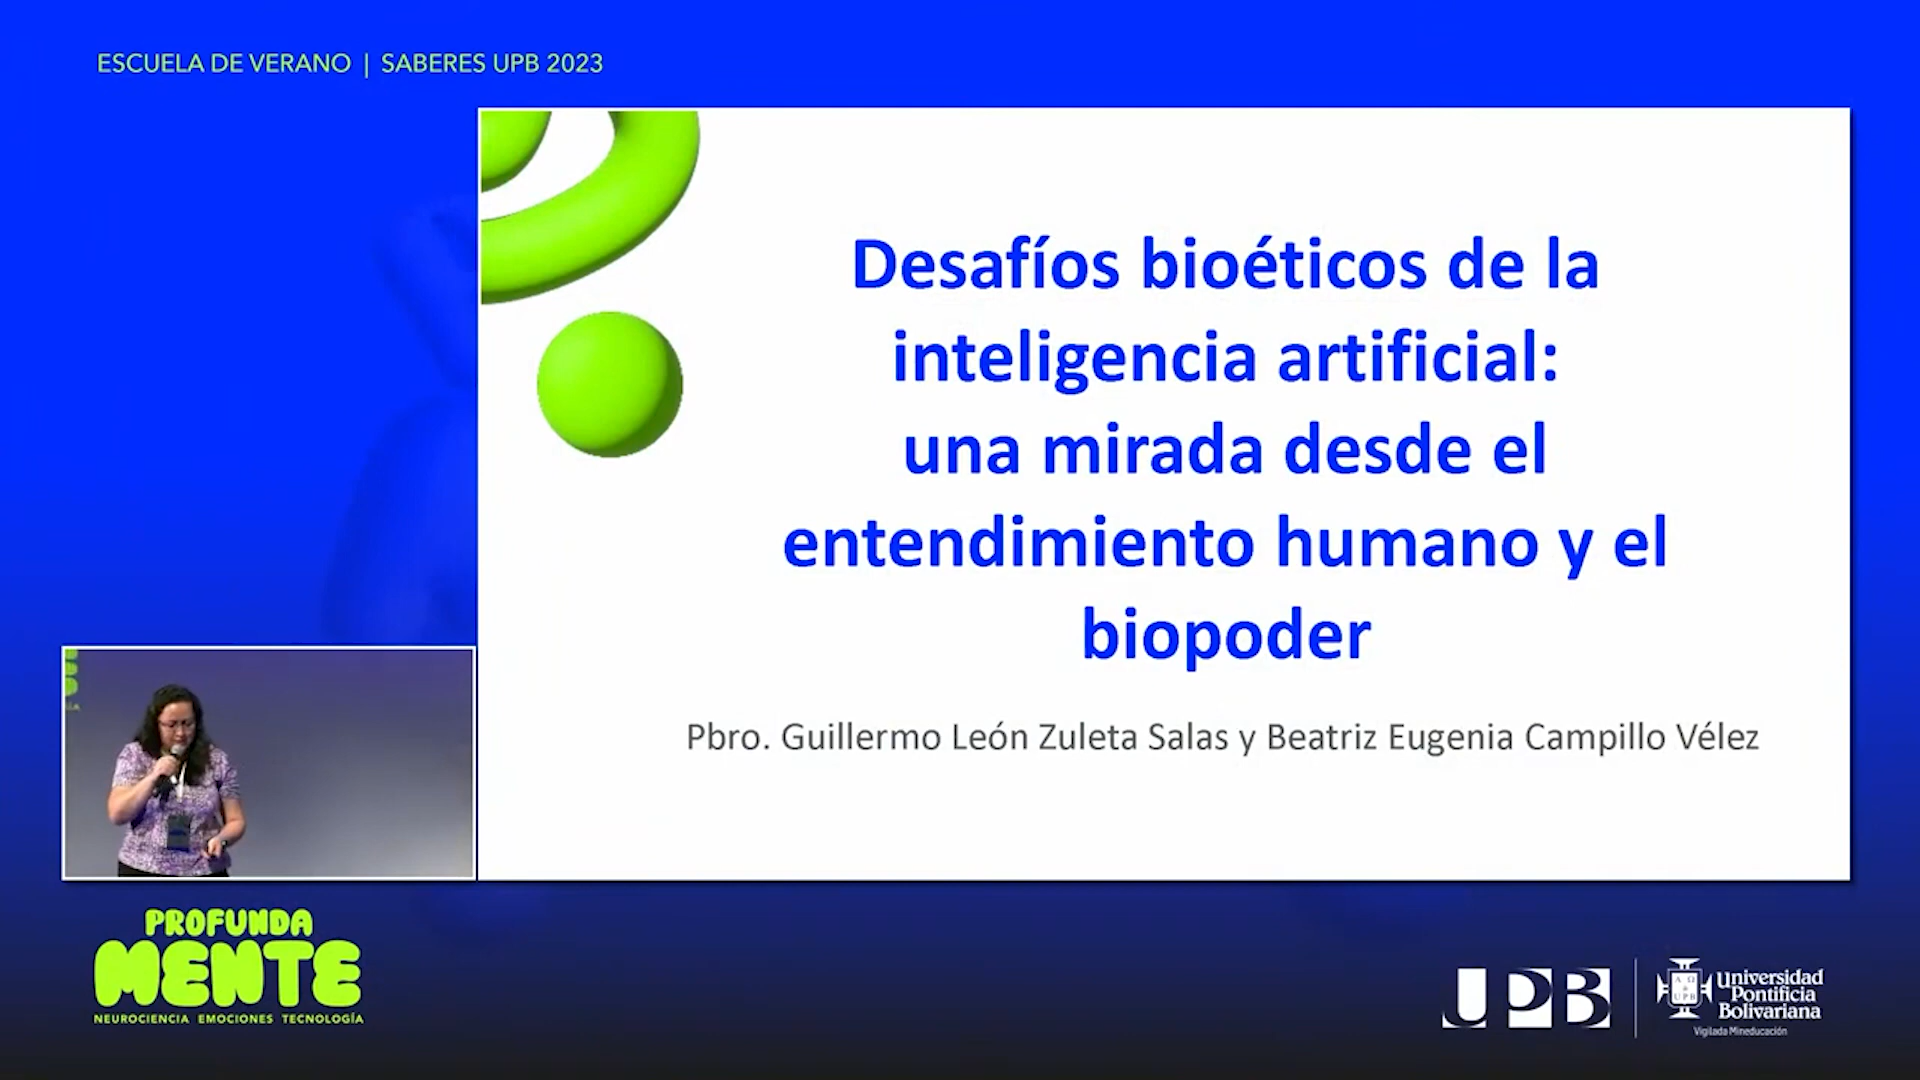 ESCUELA DE VERANO | SABERES UPB 2023
Desafíos bioéticos de la
inteligencia artificial:
una mirada desde el
entendimiento humano y el
biopoder
Pbro. Guillermo León Zuleta Salas y Beatriz Eugenia Campillo Vélez
PROFUNDA
MENTE
NEUROCIENCIA EMOCIONES TECNOLOGÍA
UPB
Universidad
Pontificia
Bolivariana
Vigilada Mineducación